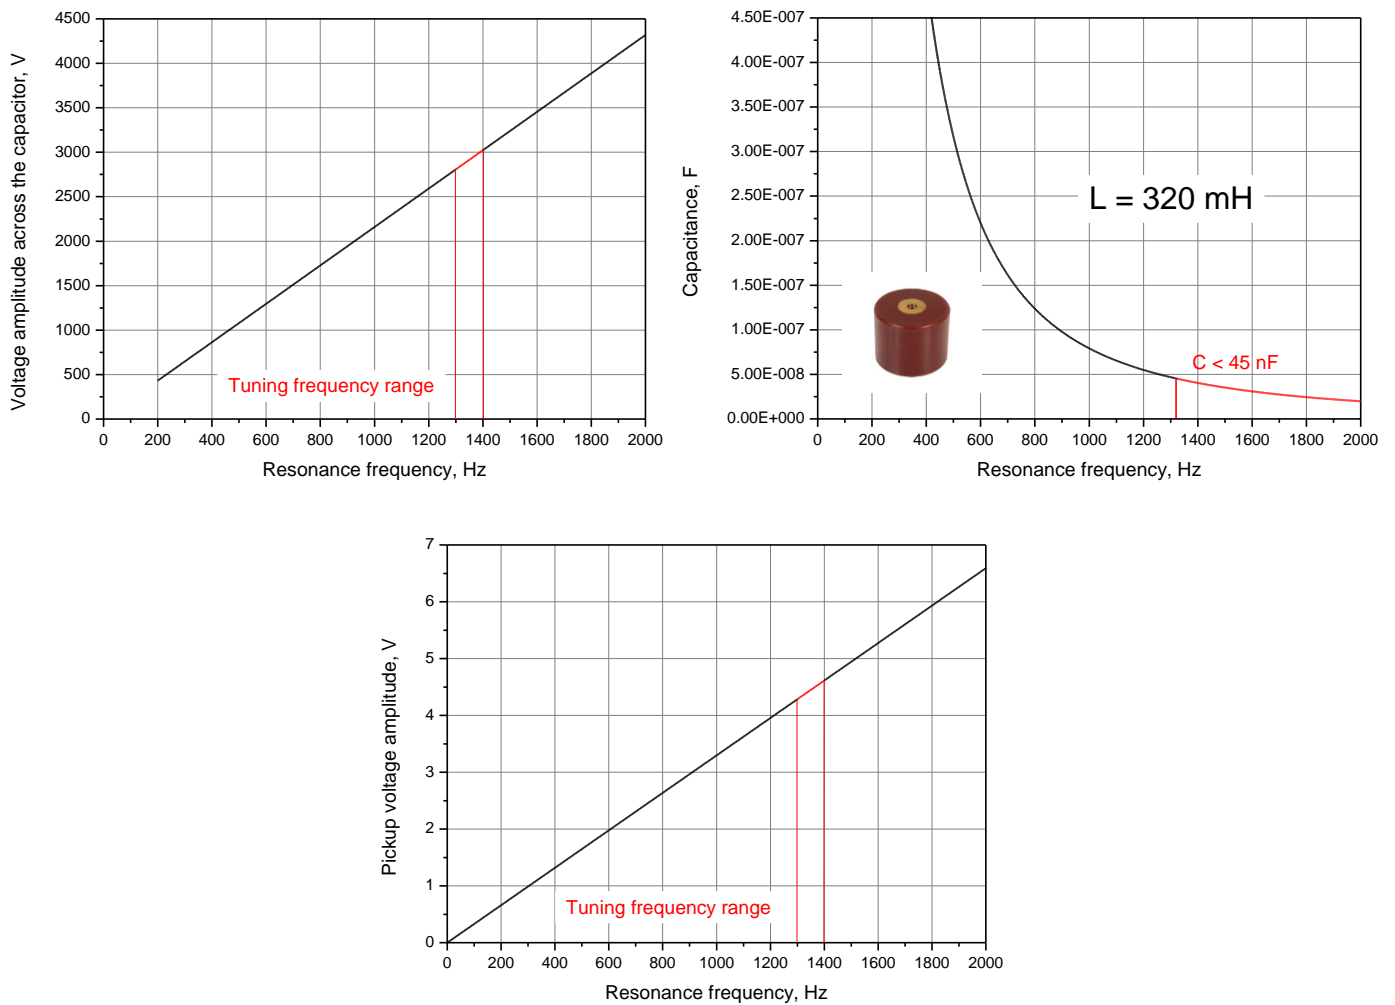 Voltage amplitude across the capacitor, V
4500
4000
3500
3000
2500
2000
1500
1000
500
0
Tuning frequency range
0 200 400 600 800 1000 1200 1400 1600 1800 2000
Resonance frequency, Hz
Capacitance, F
4.50E-007
4.00E-007
3.50E-007
3.00E-007
2.50E-007
2.00E-007
1.50E-007
1.00E-007
5.00E-008
0.00E+000
L = 320 mH
C < 45 nF
0 200 400 600 800 1000 1200 1400 1600 1800 2000
Resonance frequency, Hz
Pickup voltage amplitude, V
7
6
5
4
3
2
1
0
Tuning frequency range
0 200 400 600 800 1000 1200 1400 1600 1800 2000
Resonance frequency, Hz